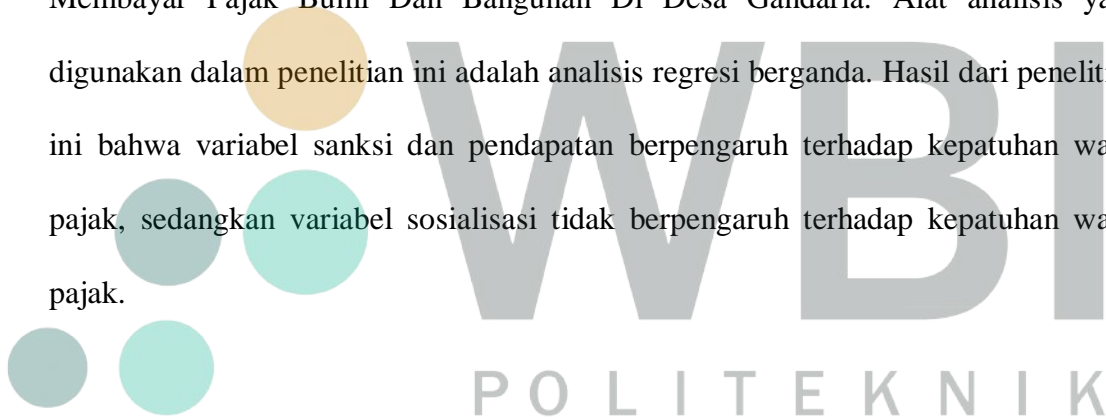 Membayar Pajak Bumi Dan Bangunan Di Desa Gandaria. Alat analisis ya
digunakan dalam penelitian ini adalah analisis regresi berganda. Hasil dari peneliti
ini bahwa variabel sanksi dan pendapatan berpengaruh terhadap kepatuhan wa
pajak, sedangkan variabel sosialisasi tidak berpengaruh terhadap kepatuhan wa
pajak.
WBI
POLITEKNIK